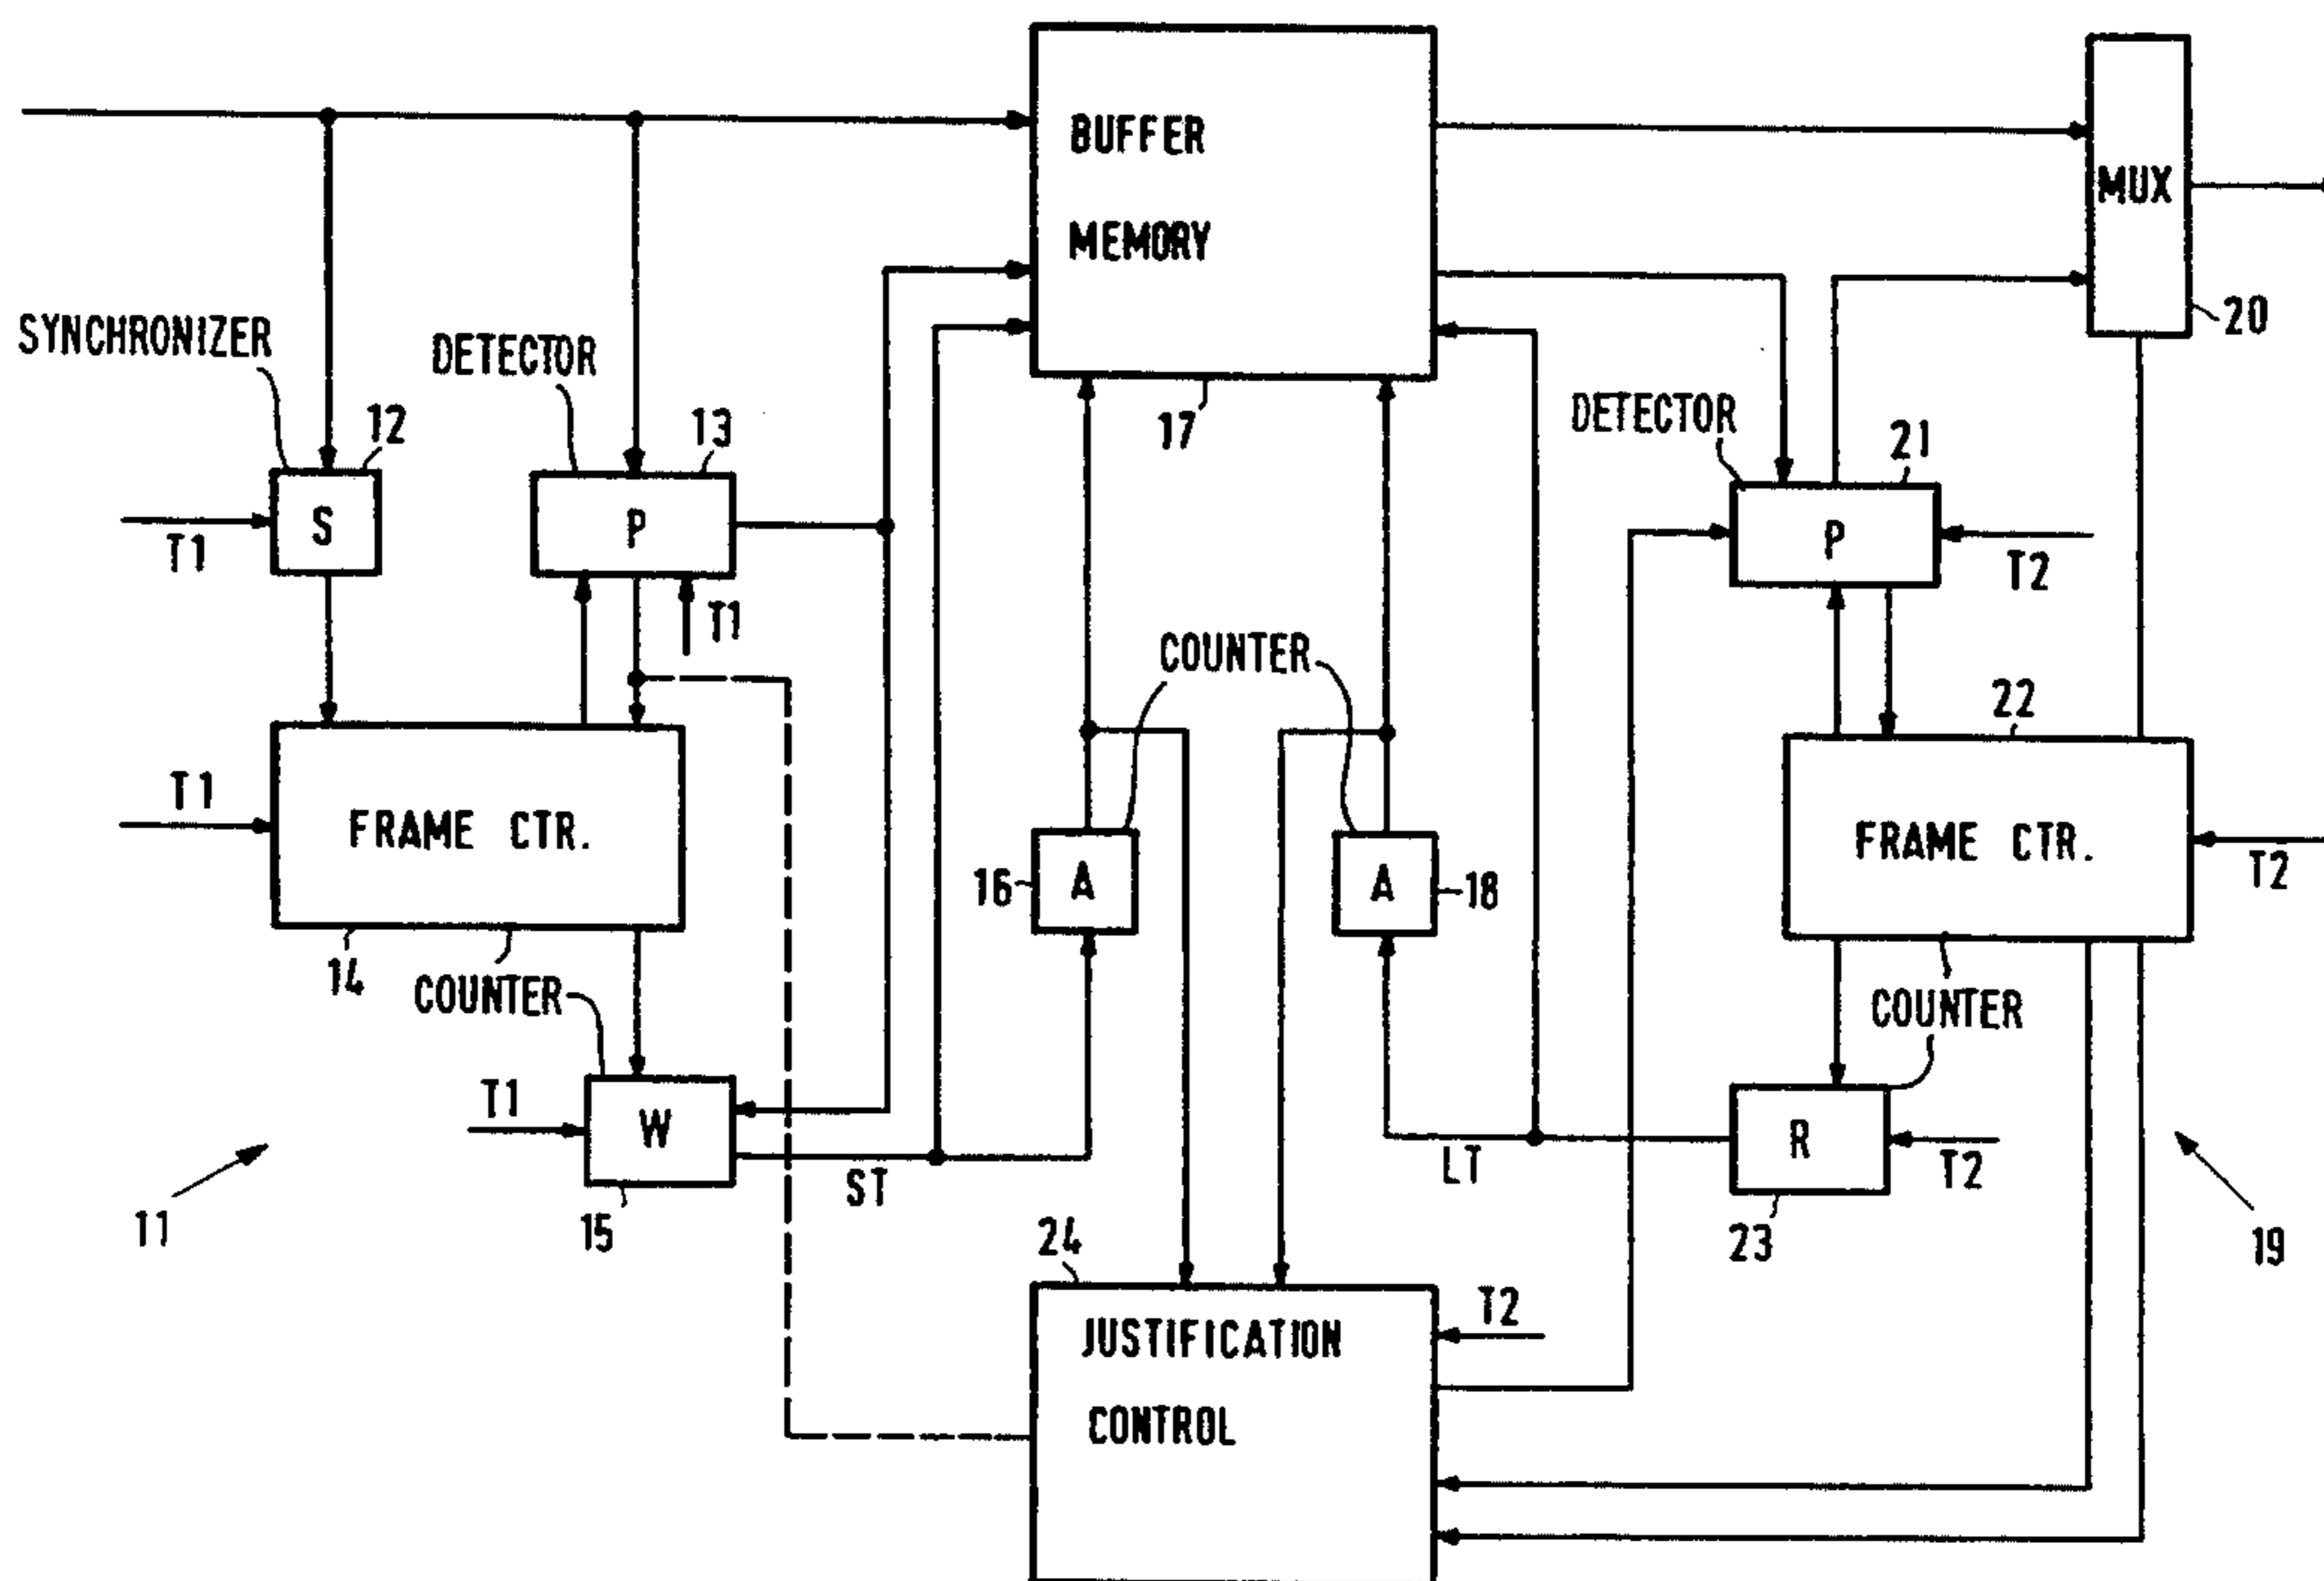 BUFFER
MEMORY
MUX
20
SYNCHRONIZER
DETECTOR
12
13
17
DETECTOR
21
S
T1
P
T1
P
T2
COUNTER
22
T1
FRAME CTR.
16
A
A
18
FRAME CTR.
T2
14
COUNTER
COUNTER
T1
W
ST
15
LT
R
T2
23
11
19
24
T2
JUSTIFICATION
CONTROL